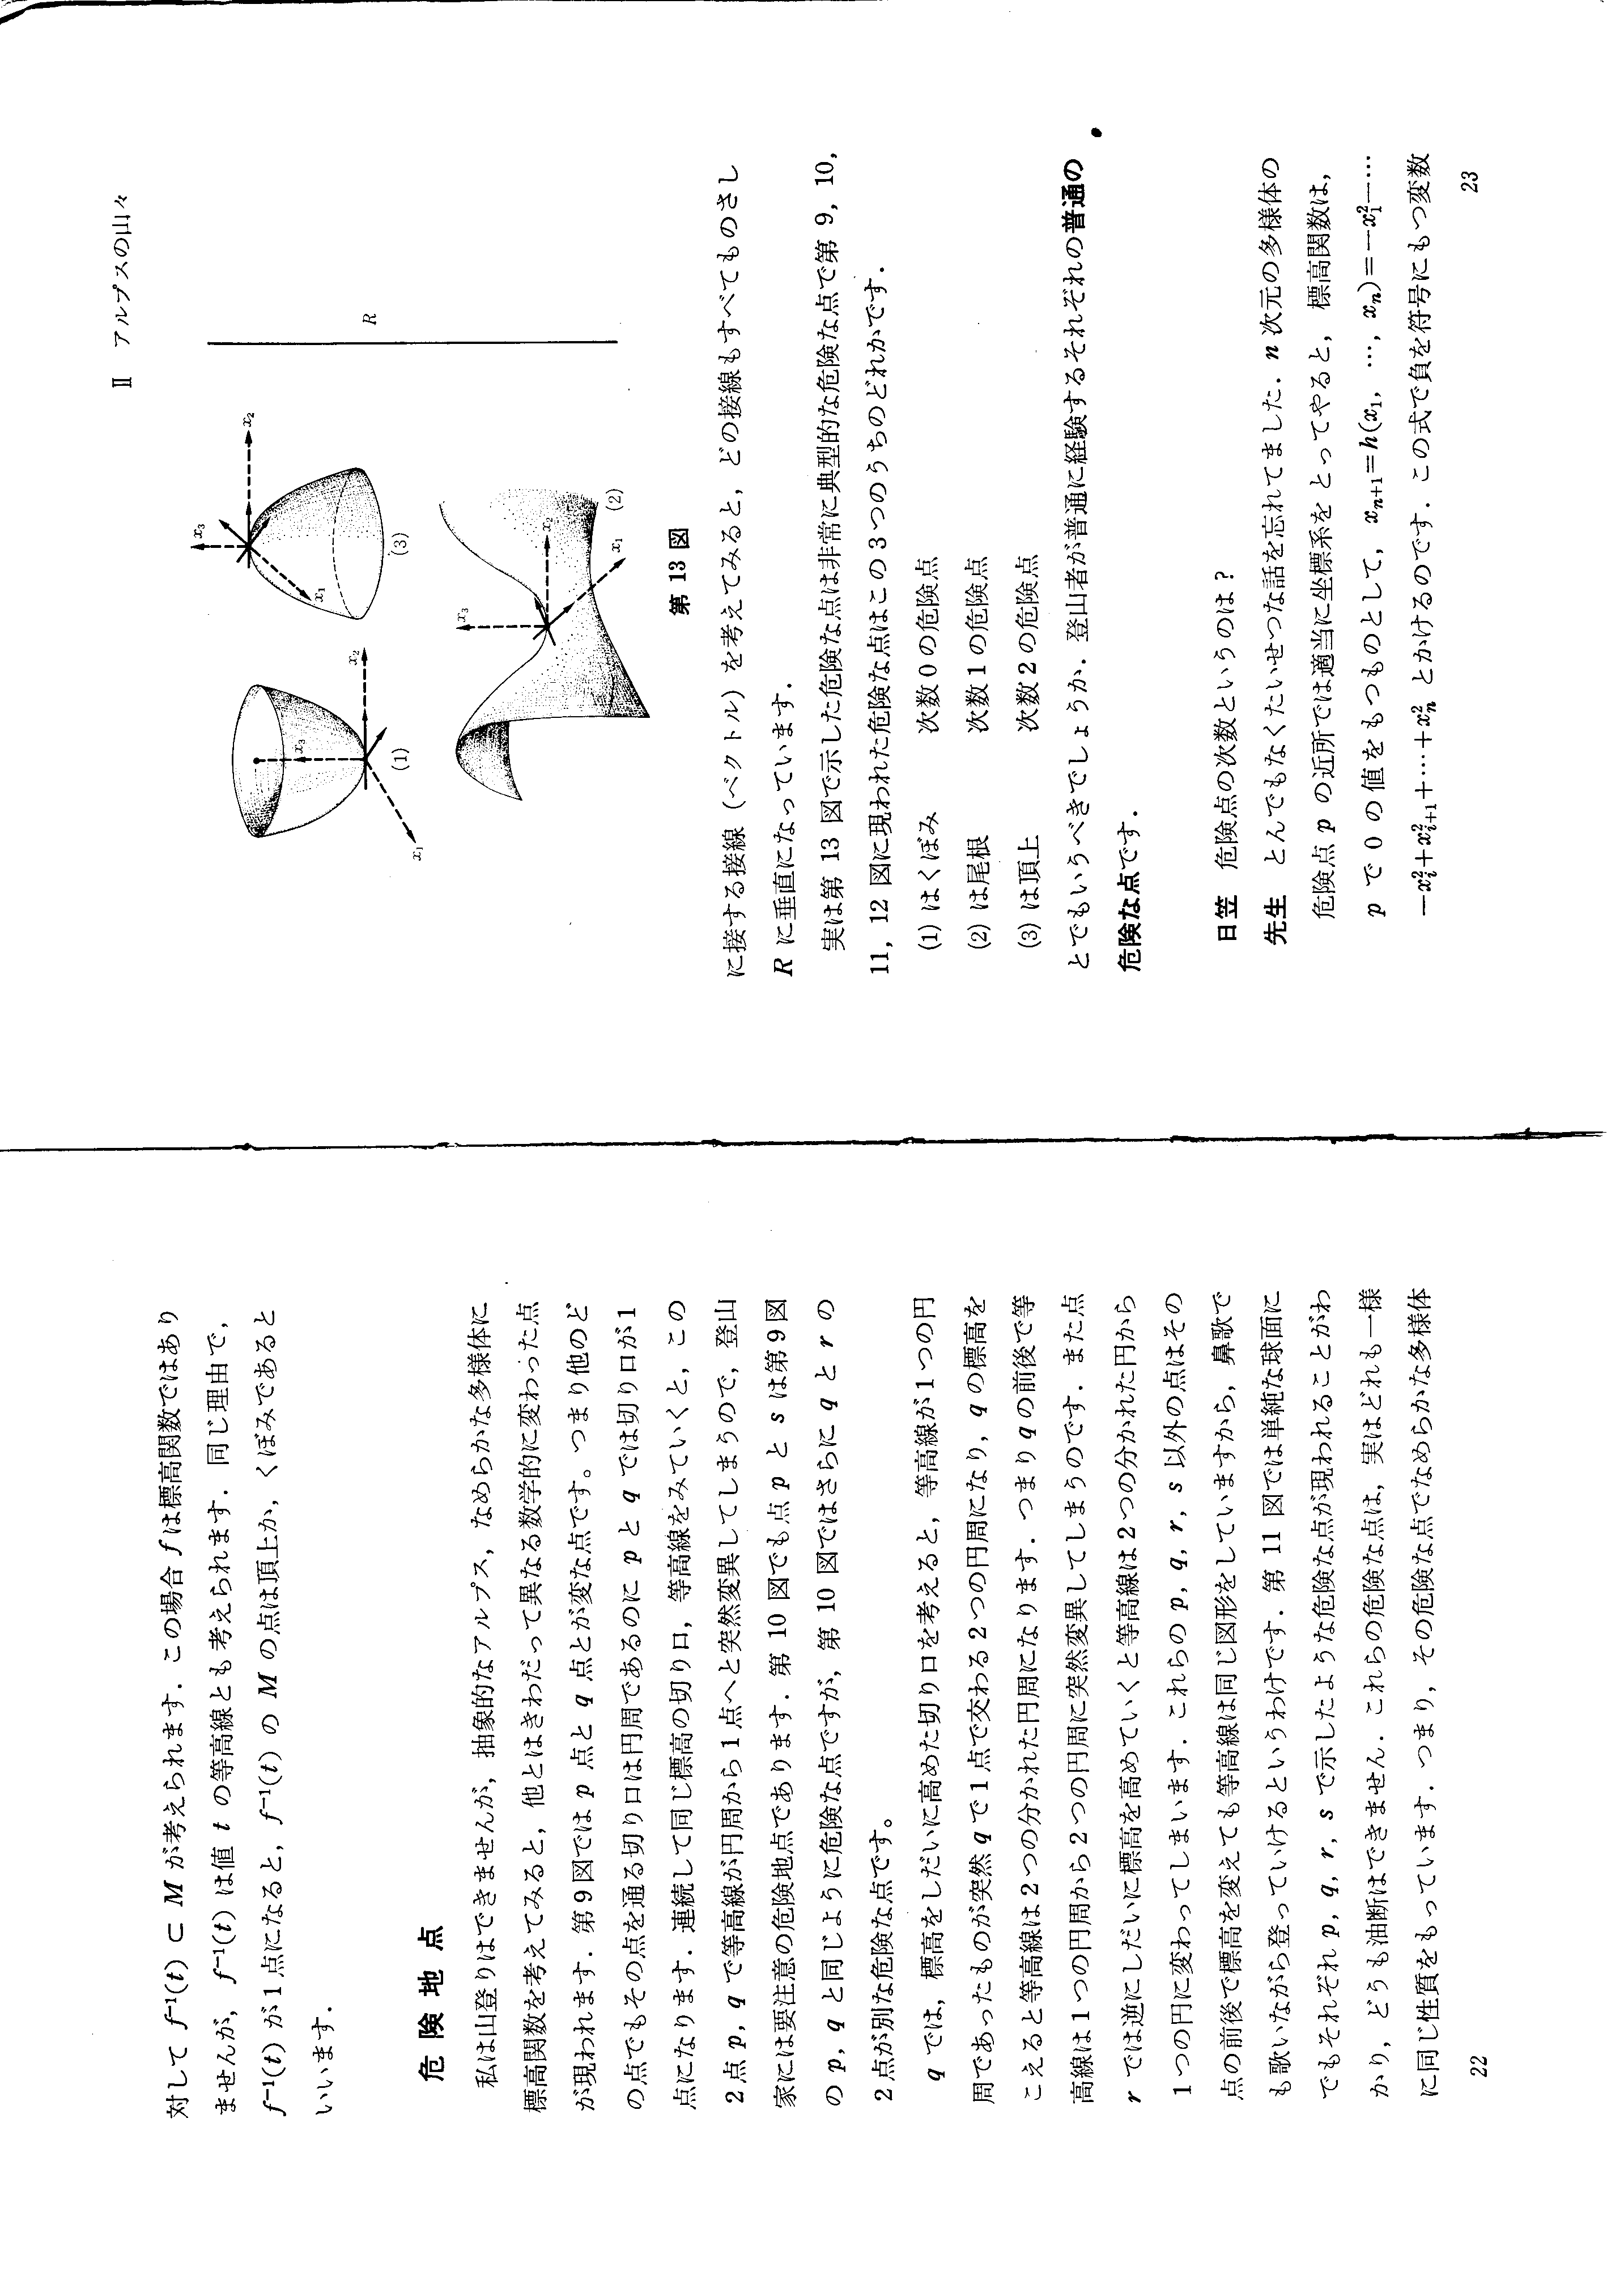 対して f⁻¹(t) ⊂ M が考えられます．この場合 f は標高関数ではあり
ませんが，f⁻¹(t) は値 t の等高線とも考えられます．同じ理由で，
f⁻¹(t) が1点になると，f⁻¹(t) の M の点は頂上か，くぼみであると
いいます．
危険地点
私は山登りはできませんが，抽象的なアルプス，なめらかな多様体に
標高関数を考えてみると，他とはきわだって異なる数学的に変わった点
が現われます．第9図では p 点と q 点とが変な点です。つまり他のど
の点でもその点を通る切り口は円周であるのに p と q では切り口が1
点になります．連続して同じ標高の切り口，等高線をみていくと，この
2点 p, q で等高線が円周から1点へと突然変異してしまうので，登山
家には要注意の危険地点であります．第 10 図でも点 p と s は第9図
の p, q と同じように危険な点ですが，第 10 図ではさらに q と r の
2点が別な危険な点です。
q では，標高をしだいに高めた切り口を考えると，等高線が1つの円
周であったものが突然 q で1点で交わる2つの円周になり，q の標高を
こえると等高線は2つの分かれた円周になります．つまり q の前後で等
高線は1つの円周から2つの円周に突然変異してしまうのです．また点
r では逆にしだいに標高を高めていくと等高線は2つの分かれた円から
1つの円に変わってしまいます．これらの p, q, r, s 以外の点はその
点の前後で標高を変えても等高線は同じ図形をしていますから，鼻歌で
も歌いながら登っていけるというわけです．第 11 図では単純な球面に
でもそれぞれ p, q, r, s で示したような危険な点が現われることがわ
かり，どうも油断はできません．これらの危険な点は，実はどれも一様
に同じ性質をもっています．つまり，その危険な点でなめらかな多様体
22
II アルプスの山々
x₃
x₂
x₁
(1)
x₃
x₂
x₁
(3)
x₃
x₂
x₁
(2)
R
第 13 図
に接する接線（ベクトル）を考えてみると，どの接線もすべてものさし
R に垂直になっています．
実は第 13 図で示した危険な点は非常に典型的な危険な点で第 9, 10,
11, 12 図に現われた危険な点はこの3つのうちのどれかです．
(1) はくぼみ 次数0の危険点
(2) は尾根 次数1の危険点
(3) は頂上 次数2の危険点
とでもいうべきでしょうか．登山者が普通に経験するそれぞれの普通の
危険な点です．
日笠 危険点の次数というのは？
先生 とんでもなくたいせつな話を忘れてました．n 次元の多様体の
危険点 p の近所では適当に坐標系をとってやると，標高関数は，
p で 0 の値をもつものとして，xₙ₊₁＝h(x₁, …, xₙ)＝−x₁²−…
−xᵢ²＋xᵢ₊₁²＋…＋xₙ² とかけるのです．この式で負を符号にもつ変数
23